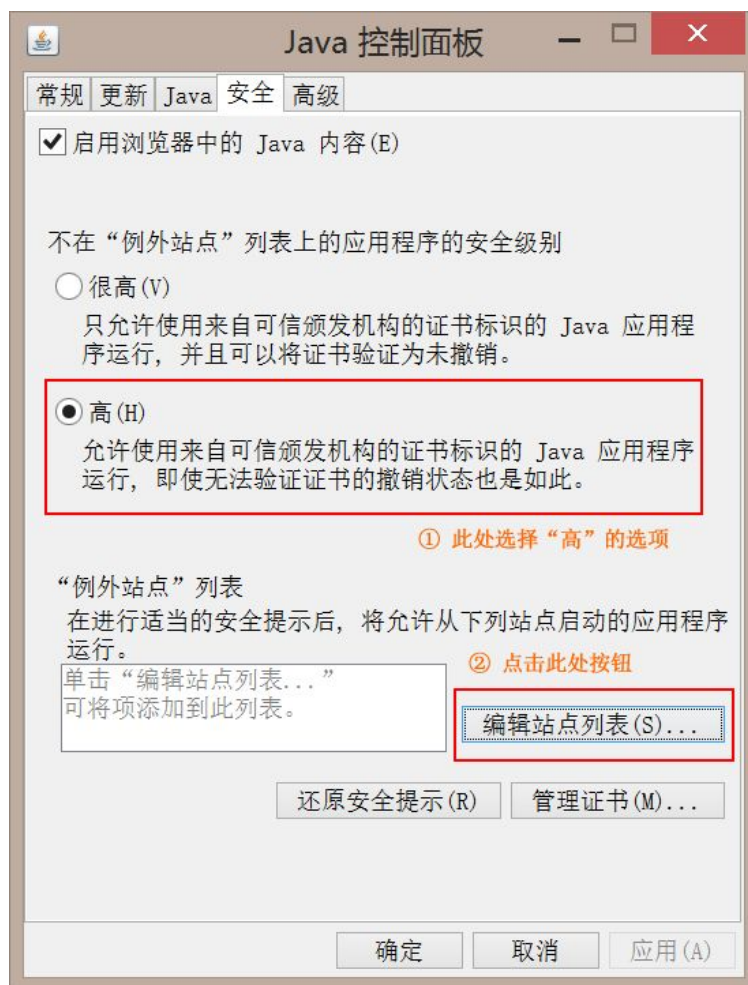 Java 控制面板
常规 更新 Java 安全 高级
启用浏览器中的 Java 内容(E)
不在“例外站点”列表上的应用程序的安全级别
很高(V)
只允许使用来自可信颁发机构的证书标识的 Java 应用程
序运行, 并且可以将证书验证为未撤销。
高(H)
允许使用来自可信颁发机构的证书标识的 Java 应用程序
运行, 即使无法验证证书的撤销状态也是如此。
① 此处选择“高”的选项
“例外站点”列表
在进行适当的安全提示后, 将允许从下列站点启动的应用程序
运行。
② 点击此处按钮
单击“编辑站点列表...”
可将项添加到此列表。
编辑站点列表(S)...
还原安全提示(R) 管理证书(M)...
确定 取消 应用(A)